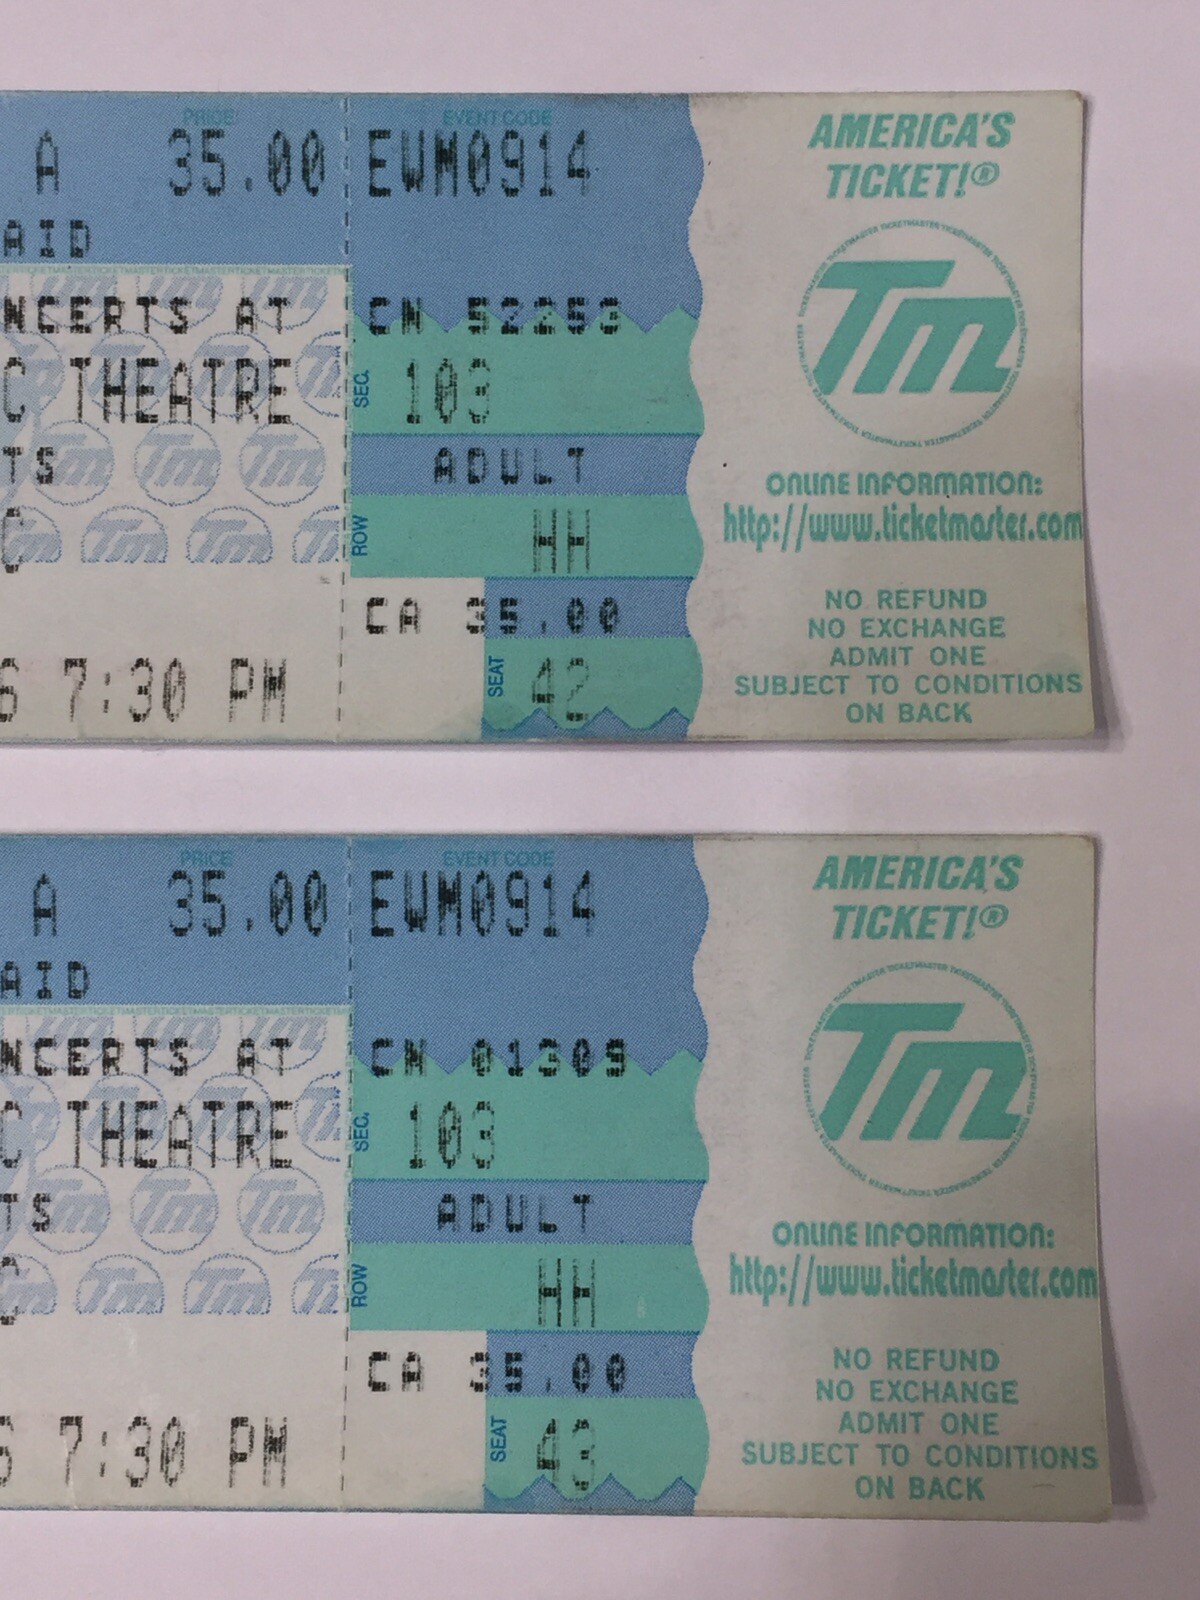 PRICE EVENT CODE
A 35.00 EWM0914
AID
NCERTS AT CN 52253
C THEATRE SEC. 103
TS ADULT
C ROW HH
CA 35.00
6 7:30 PM SEAT 42
AMERICA'S
TICKET!®
Tm
ONLINE INFORMATION:
http://www.ticketmaster.com
NO REFUND
NO EXCHANGE
ADMIT ONE
SUBJECT TO CONDITIONS
ON BACK
PRICE EVENT CODE
A 35.00 EWM0914
AID
NCERTS AT CN 01309
C THEATRE SEC. 103
TS ADULT
C ROW HH
CA 35.00
6 7:30 PM SEAT 43
AMERICA'S
TICKET!®
Tm
ONLINE INFORMATION:
http://www.ticketmaster.com
NO REFUND
NO EXCHANGE
ADMIT ONE
SUBJECT TO CONDITIONS
ON BACK